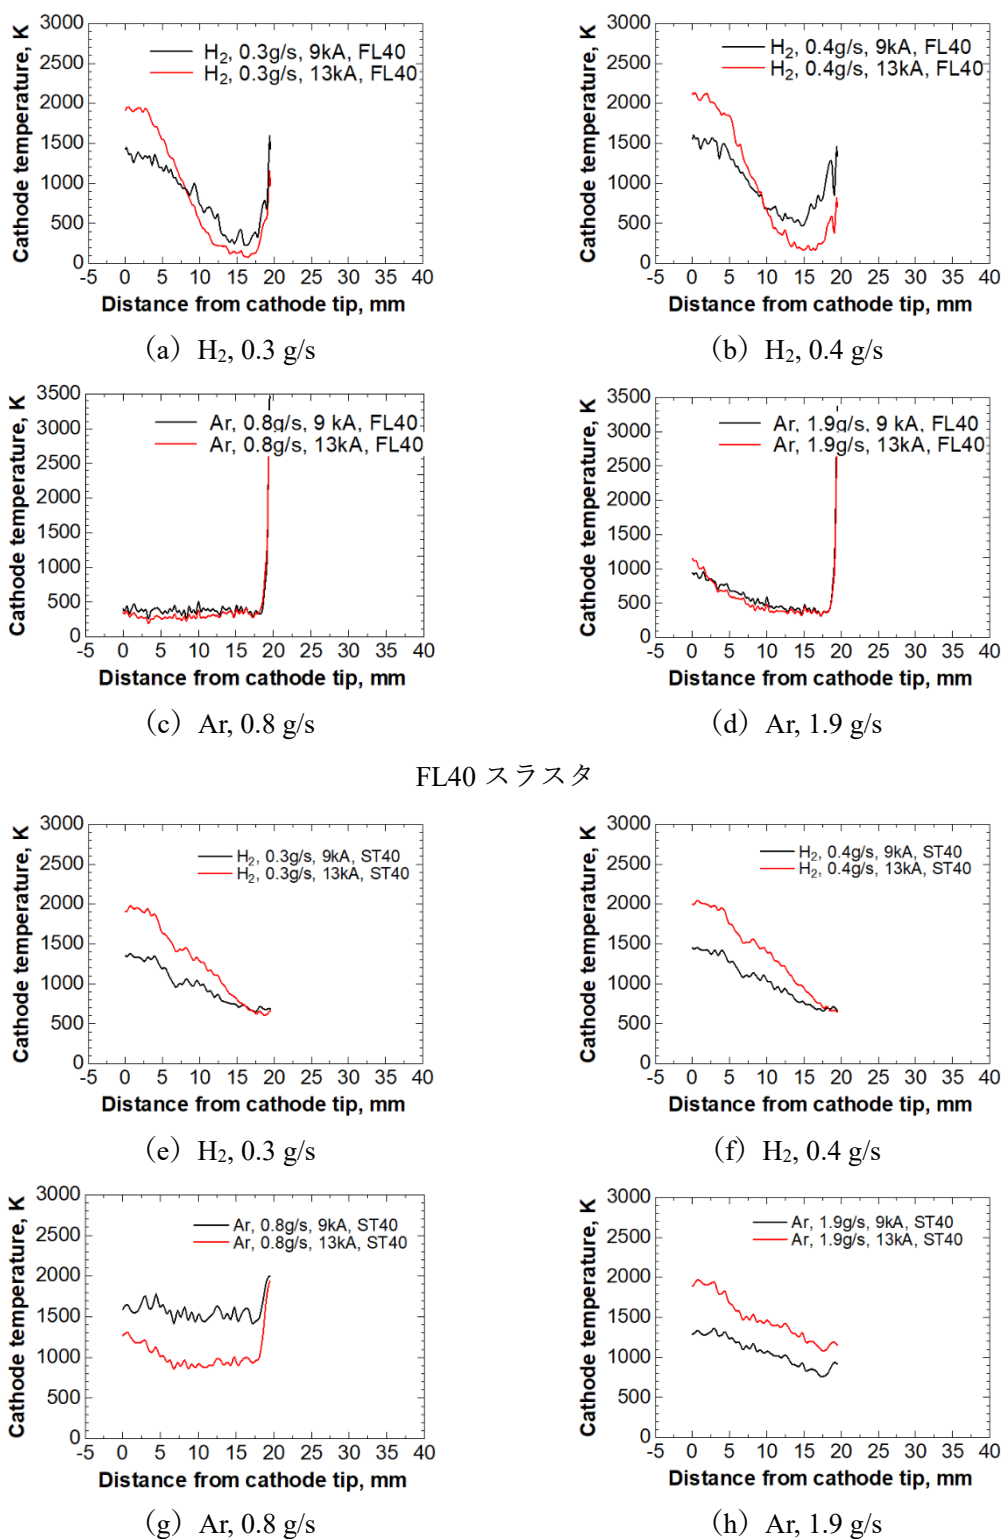 Cathode temperature, K
3000
2500
2000
1500
1000
500
0
H₂, 0.3g/s, 9kA, FL40
H₂, 0.3g/s, 13kA, FL40
-5 0 5 10 15 20 25 30 35 40
Distance from cathode tip, mm
(a) H₂, 0.3 g/s
Cathode temperature, K
3000
2500
2000
1500
1000
500
0
H₂, 0.4g/s, 9kA, FL40
H₂, 0.4g/s, 13kA, FL40
-5 0 5 10 15 20 25 30 35 40
Distance from cathode tip, mm
(b) H₂, 0.4 g/s
Cathode temperature, K
3500
3000
2500
2000
1500
1000
500
0
Ar, 0.8g/s, 9 kA, FL40
Ar, 0.8g/s, 13kA, FL40
-5 0 5 10 15 20 25 30 35 40
Distance from cathode tip, mm
(c) Ar, 0.8 g/s
Cathode temperature, K
3500
3000
2500
2000
1500
1000
500
0
Ar, 1.9g/s, 9 kA, FL40
Ar, 1.9g/s, 13kA, FL40
-5 0 5 10 15 20 25 30 35 40
Distance from cathode tip, mm
(d) Ar, 1.9 g/s
FL40 スラスタ
Cathode temperature, K
3000
2500
2000
1500
1000
500
0
H₂, 0.3g/s, 9kA, ST40
H₂, 0.3g/s, 13kA, ST40
-5 0 5 10 15 20 25 30 35 40
Distance from cathode tip, mm
(e) H₂, 0.3 g/s
Cathode temperature, K
3000
2500
2000
1500
1000
500
0
H₂, 0.4g/s, 9kA, ST40
H₂, 0.4g/s, 13kA, ST40
-5 0 5 10 15 20 25 30 35 40
Distance from cathode tip, mm
(f) H₂, 0.4 g/s
Cathode temperature, K
3000
2500
2000
1500
1000
500
0
Ar, 0.8g/s, 9kA, ST40
Ar, 0.8g/s, 13kA, ST40
-5 0 5 10 15 20 25 30 35 40
Distance from cathode tip, mm
(g) Ar, 0.8 g/s
Cathode temperature, K
3000
2500
2000
1500
1000
500
0
Ar, 1.9g/s, 9kA, ST40
Ar, 1.9g/s, 13kA, ST40
-5 0 5 10 15 20 25 30 35 40
Distance from cathode tip, mm
(h) Ar, 1.9 g/s